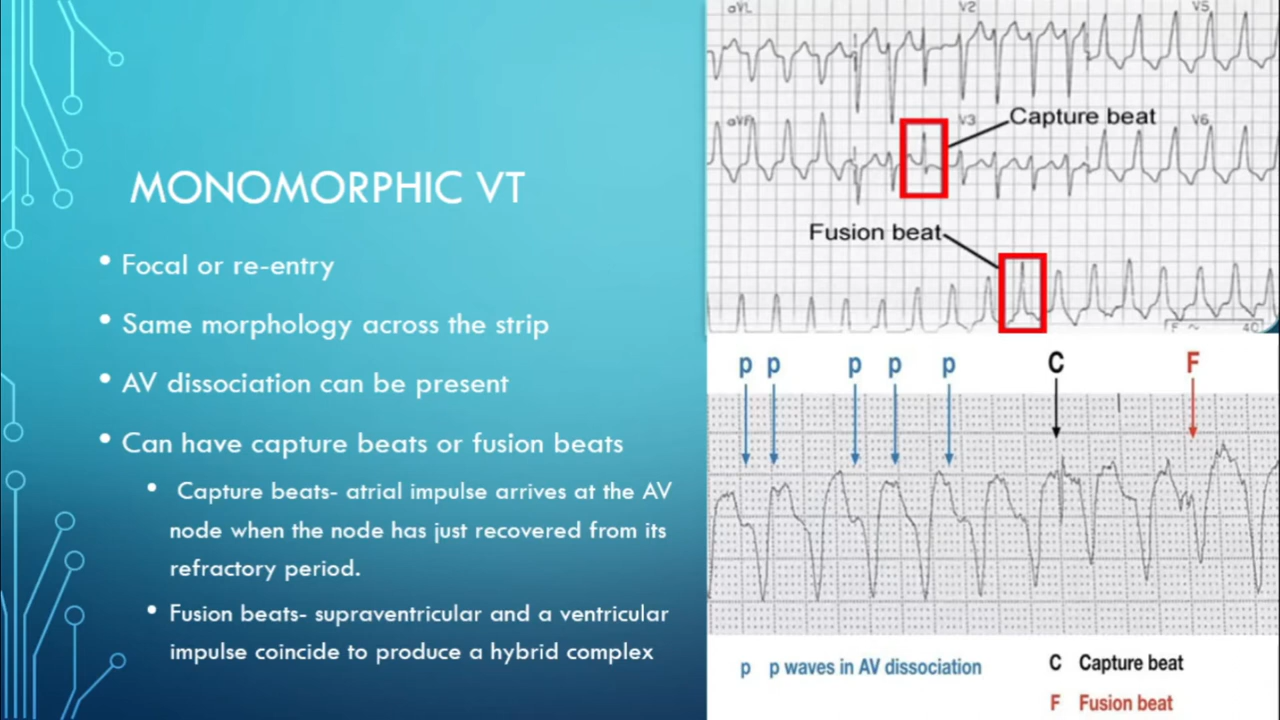 MONOMORPHIC VT
• Focal or re-entry
• Same morphology across the strip
• AV dissociation can be present
• Can have capture beats or fusion beats
• Capture beats- atrial impulse arrives at the AV
node when the node has just recovered from its
refractory period.
• Fusion beats- supraventricular and a ventricular
impulse coincide to produce a hybrid complex
aVL V2 V5
Capture beat
aVF V3 V6
Fusion beat
40
p p p p p C F
p p waves in AV dissociation C Capture beat
F Fusion beat